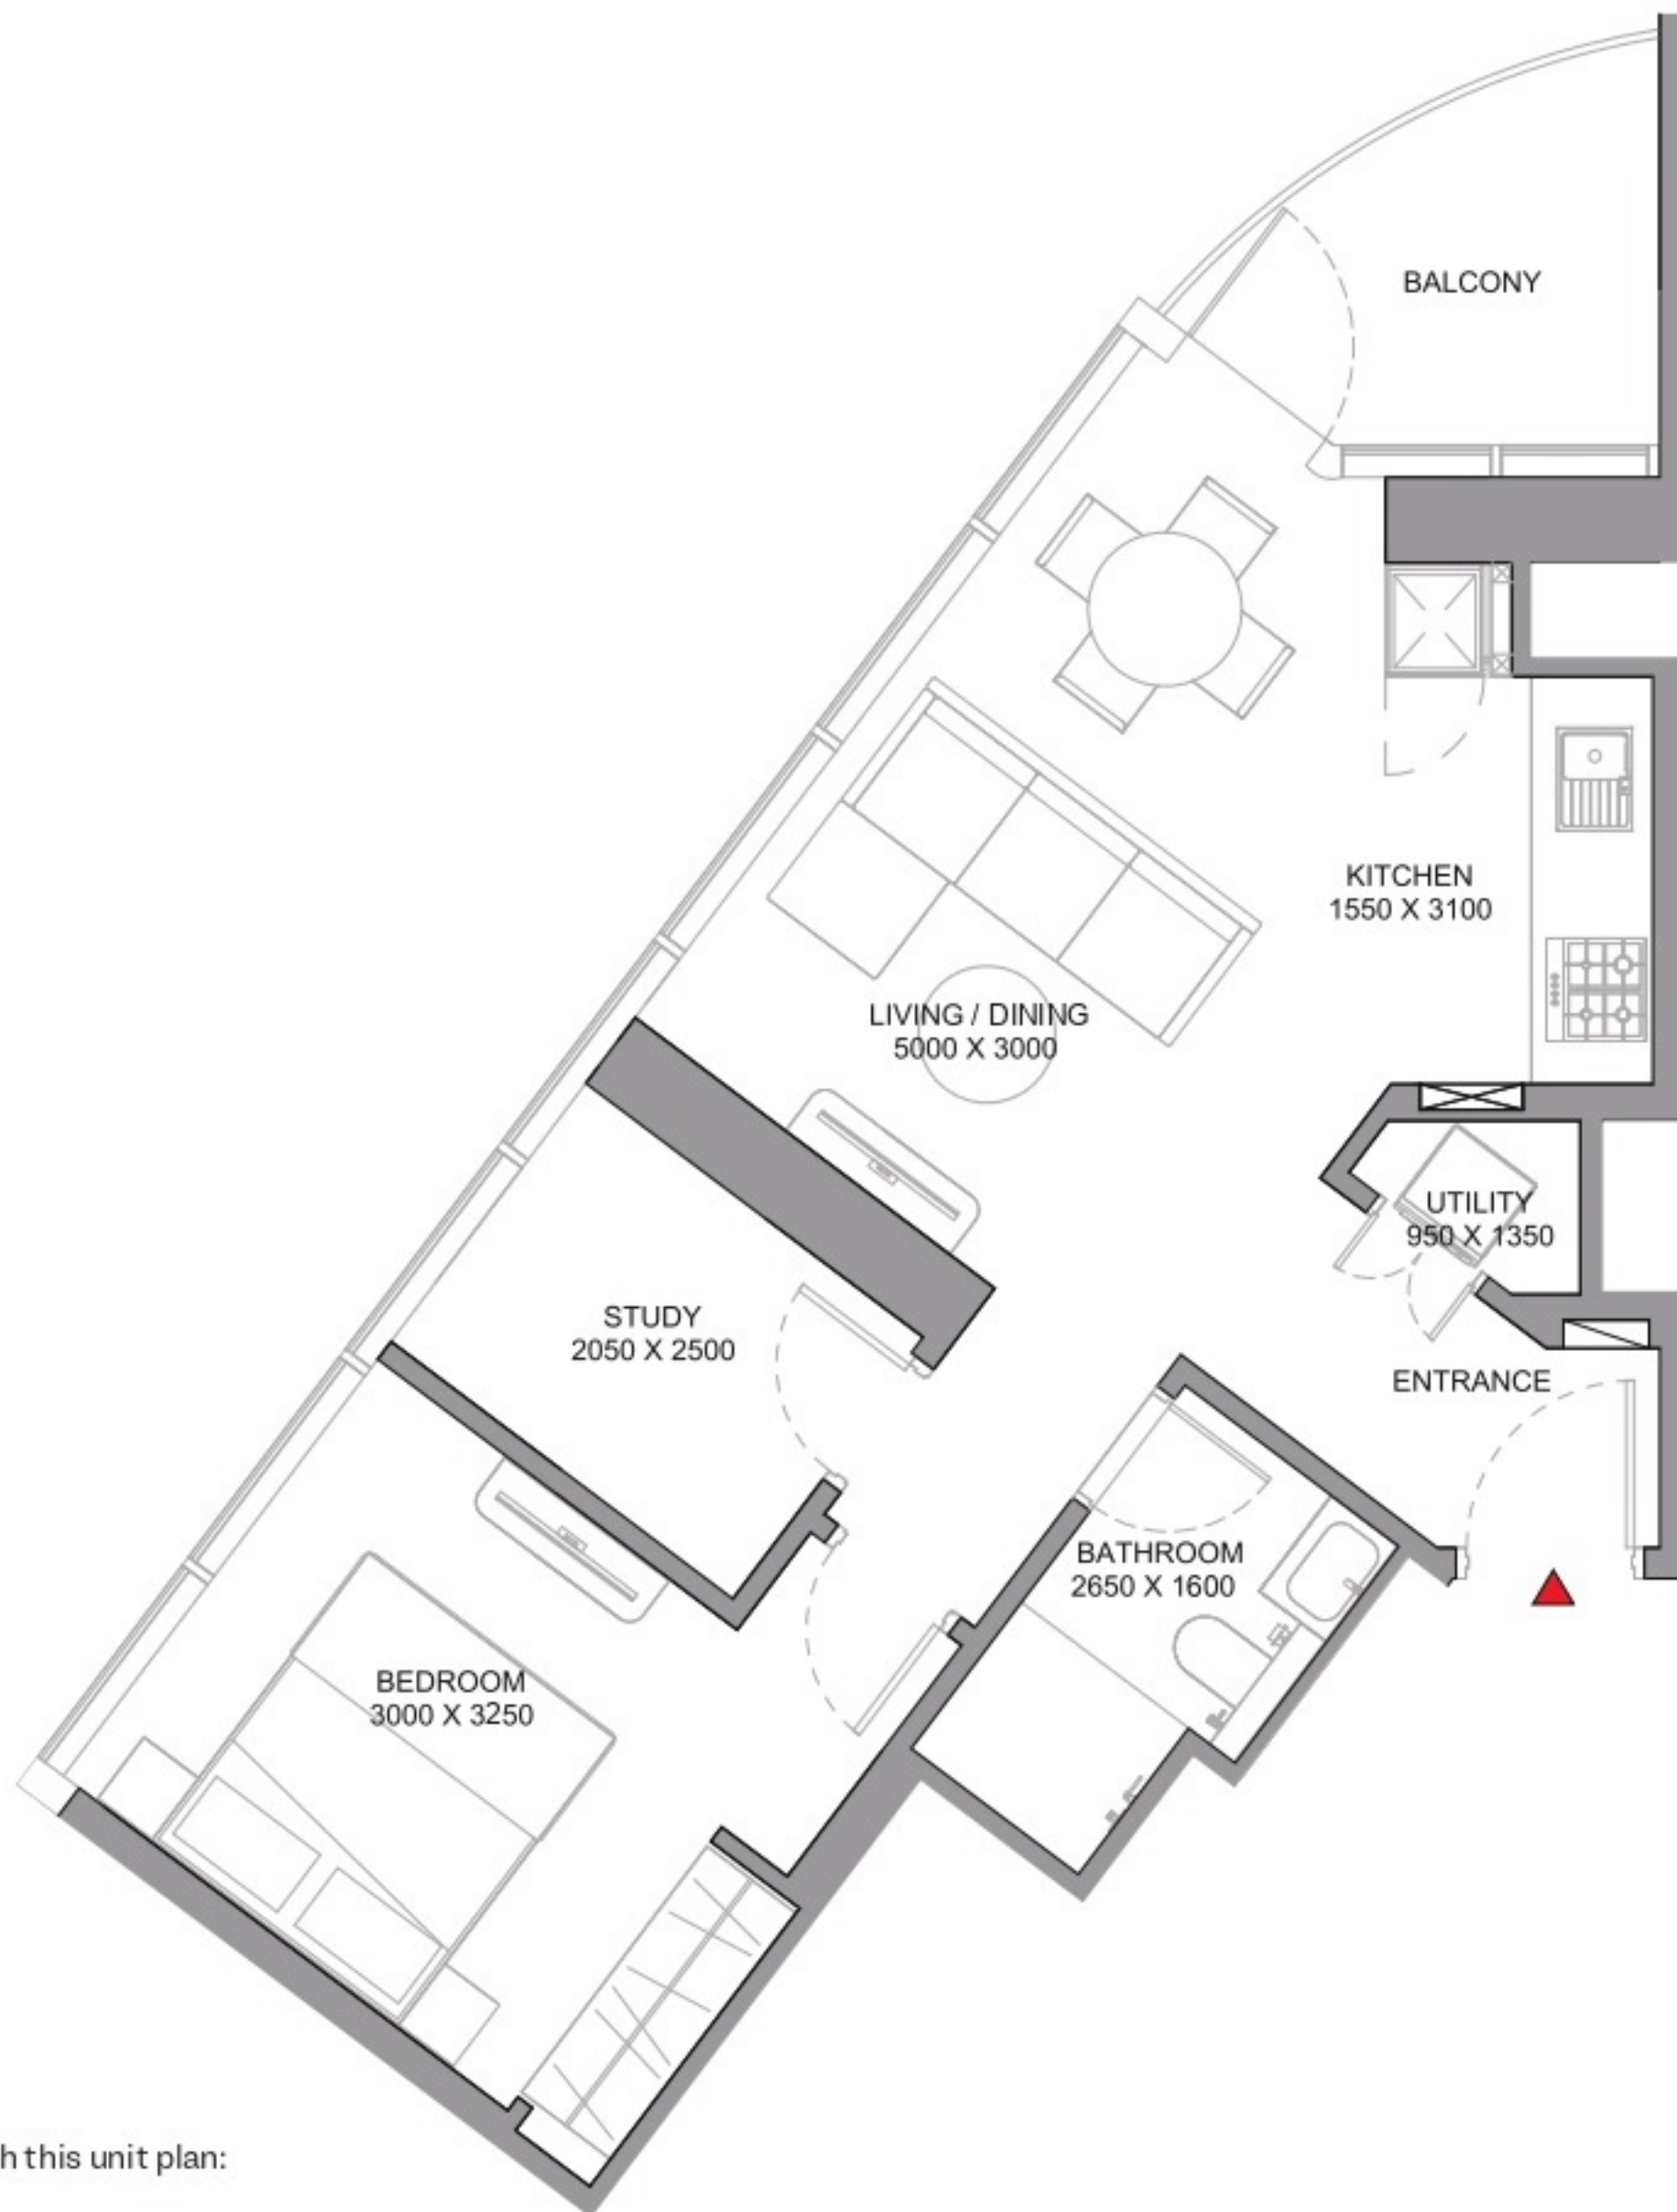 BALCONY
KITCHEN
1550 X 3100
LIVING / DINING
5000 X 3000
UTILITY
950 X 1350
STUDY
2050 X 2500
ENTRANCE
BATHROOM
2650 X 1600
BEDROOM
3000 X 3250
h this unit plan: